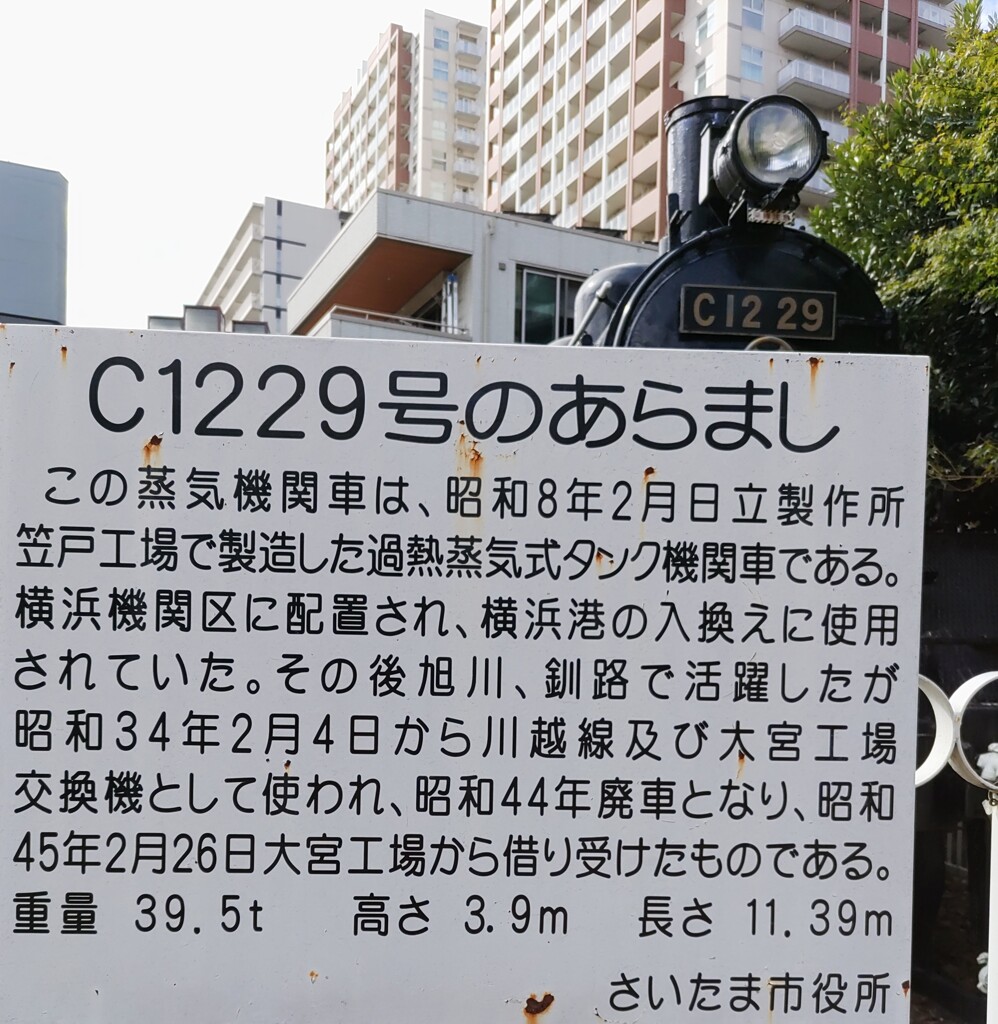 C12 29
C1229号のあらまし
この蒸気機関車は、昭和8年2月日立製作所
笠戸工場で製造した過熱蒸気式タンク機関車である。
横浜機関区に配置され、横浜港の入換えに使用
されていた。その後旭川、釧路で活躍したが
昭和34年2月4日から川越線及び大宮工場
交換機として使われ、昭和44年廃車となり、昭和
45年2月26日大宮工場から借り受けたものである。
重量 39.5t 高さ 3.9m 長さ 11.39m
さいたま市役所